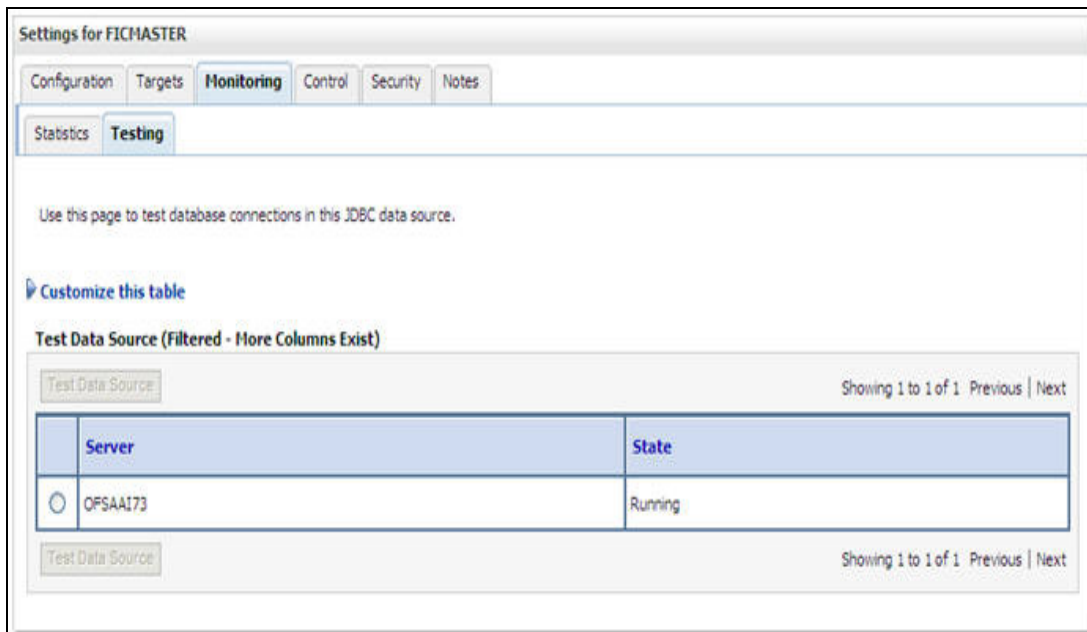 Settings for FICMASTER
Configuration Targets Monitoring Control Security Notes
Statistics Testing
Use this page to test database connections in this JDBC data source.
Customize this table
Test Data Source (Filtered - More Columns Exist)
Test Data Source Showing 1 to 1 of 1 Previous | Next
Server State
OFSAAI73 Running
Test Data Source Showing 1 to 1 of 1 Previous | Next